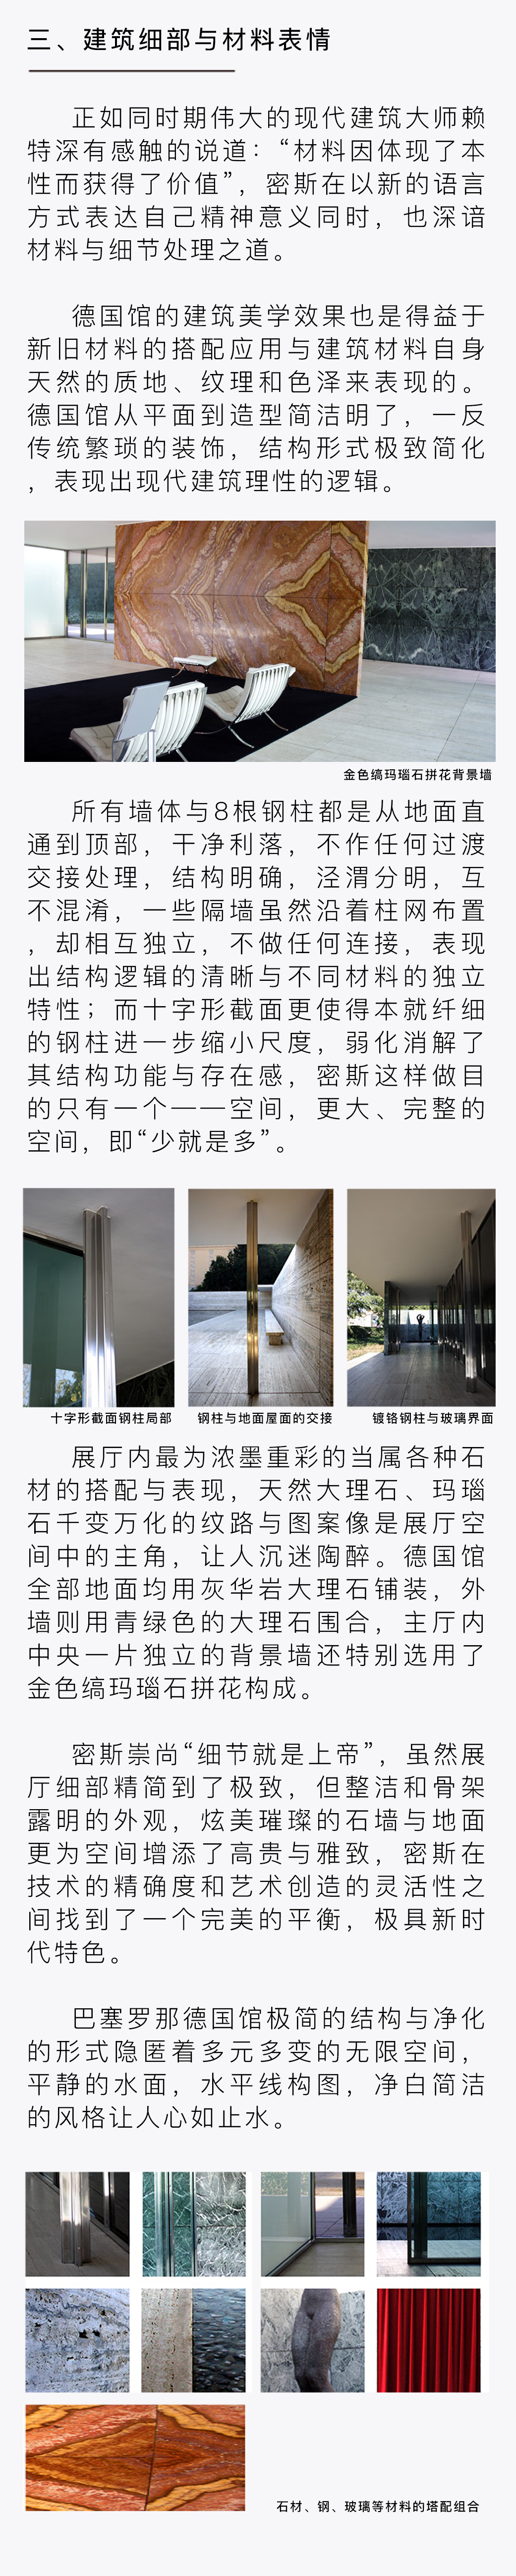 三、建筑细部与材料表情
正如同时期伟大的现代建筑大师赖
特深有感触的说道：“材料因体现了本
性而获得了价值”，密斯在以新的语言
方式表达自己精神意义同时，也深谙
材料与细节处理之道。
德国馆的建筑美学效果也是得益于
新旧材料的搭配应用与建筑材料自身
天然的质地、纹理和色泽来表现的。
德国馆从平面到造型简洁明了，一反
传统繁琐的装饰，结构形式极致简化
，表现出现代建筑理性的逻辑。
金色缟玛瑙石拼花背景墙
所有墙体与8根钢柱都是从地面直
通到顶部，干净利落，不作任何过渡
交接处理，结构明确，泾渭分明，互
不混淆，一些隔墙虽然沿着柱网布置
，却相互独立，不做任何连接，表现
出结构逻辑的清晰与不同材料的独立
特性；而十字形截面更使得本就纤细
的钢柱进一步缩小尺度，弱化消解了
其结构功能与存在感，密斯这样做目
的只有一个——空间，更大、完整的
空间，即“少就是多”。
十字形截面钢柱局部
钢柱与地面屋面的交接
镀铬钢柱与玻璃界面
展厅内最为浓墨重彩的当属各种石
材的搭配与表现，天然大理石、玛瑙
石千变万化的纹路与图案像是展厅空
间中的主角，让人沉迷陶醉。德国馆
全部地面均用灰华岩大理石铺装，外
墙则用青绿色的大理石围合，主厅内
中央一片独立的背景墙还特别选用了
金色缟玛瑙石拼花构成。
密斯崇尚“细节就是上帝”，虽然展
厅细部精简到了极致，但整洁和骨架
露明的外观，炫美璀璨的石墙与地面
更为空间增添了高贵与雅致，密斯在
技术的精确度和艺术创造的灵活性之
间找到了一个完美的平衡，极具新时
代特色。
巴塞罗那德国馆极简的结构与净化
的形式隐匿着多元多变的无限空间，
平静的水面，水平线构图，净白简洁
的风格让人心如止水。
石材、钢、玻璃等材料的塔配组合